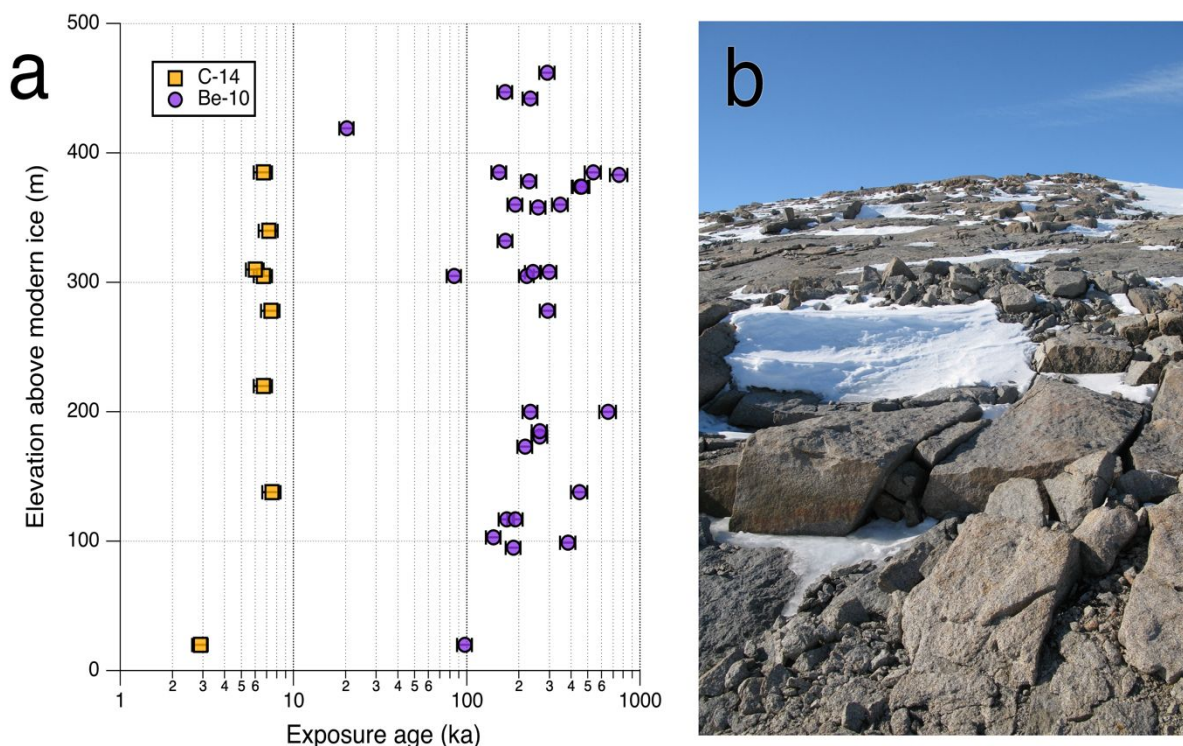 a
C-14
Be-10
Elevation above modern ice (m)
500
400
300
200
100
0
1 2 3 4 5 6 10 2 3 4 5 6 100 2 3 4 5 6 1000
Exposure age (ka)
b